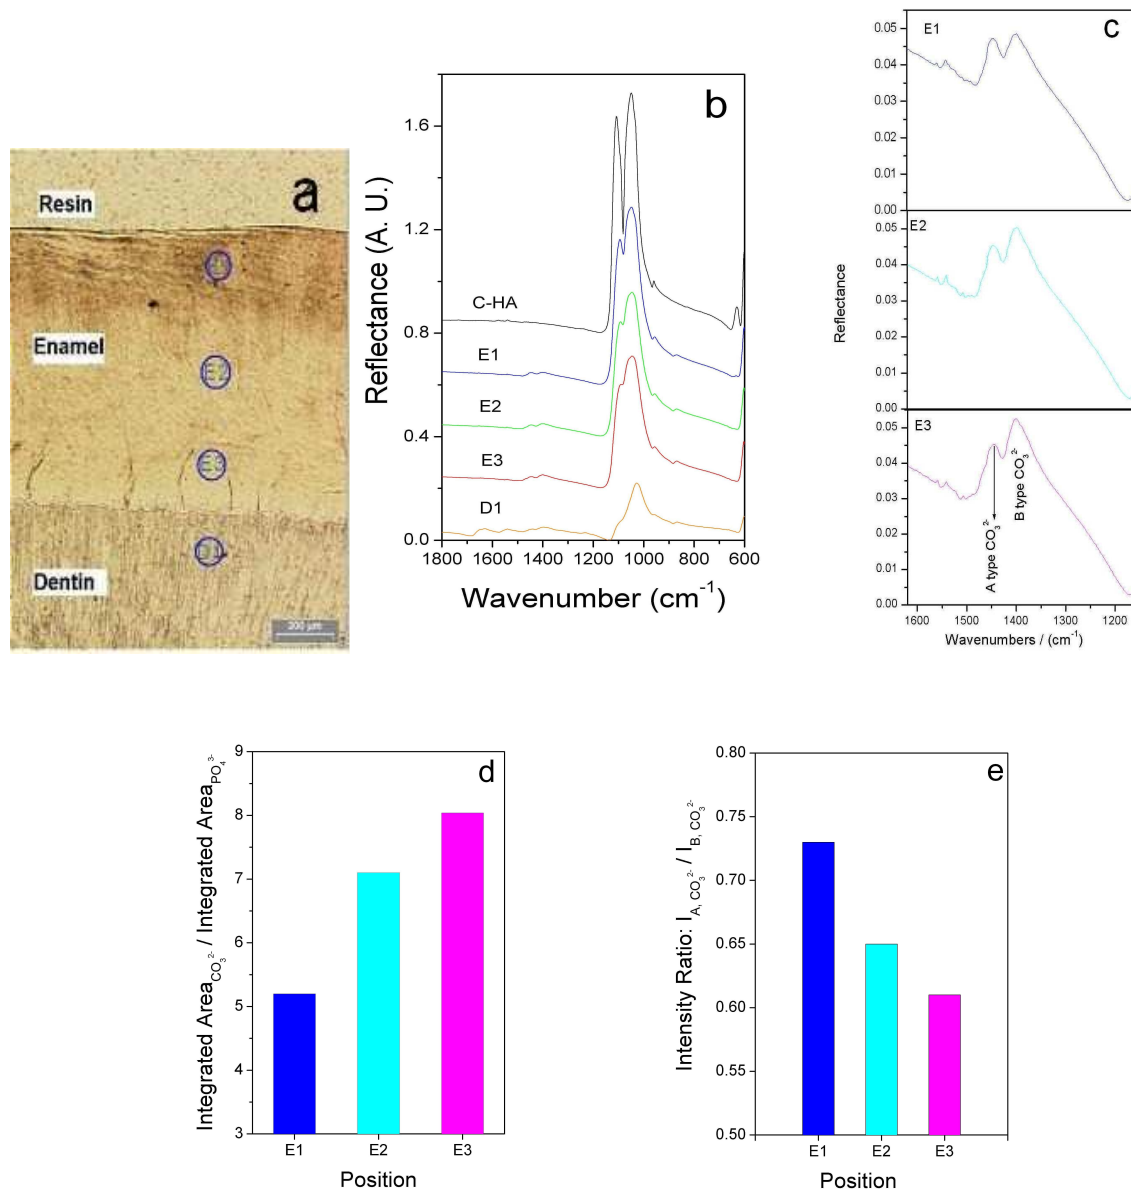 a
Resin
Enamel
E2
E3
D1
Dentin
200 µm
b
Reflectance (A. U.)
1.6
1.2
0.8
0.4
0.0
C-HA
E1
E2
E3
D1
1800 1600 1400 1200 1000 800 600
Wavenumber (cm⁻¹)
c
E1
0.05
0.04
0.03
0.02
0.01
0.00
E2
0.05
0.04
0.03
0.02
0.01
0.00
Reflectance
E3
0.05
0.04
0.03
0.02
0.01
0.00
A type CO₃²⁻
B type CO₃²⁻
1600 1500 1400 1300 1200
Wavenumbers / (cm⁻¹)
d
Integrated Area CO₃²⁻ / Integrated Area PO₄³⁻
9
8
7
6
5
4
3
E1 E2 E3
Position
e
Intensity Ratio: I A, CO₃²⁻ / I B, CO₃²⁻
0.80
0.75
0.70
0.65
0.60
0.55
0.50
E1 E2 E3
Position